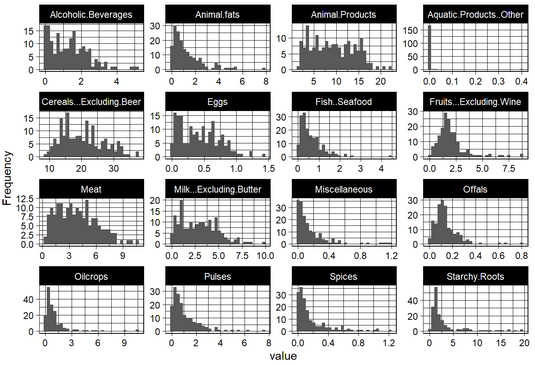 Alcoholic.Beverages Animal.fats Animal.Products Aquatic.Products..Other
15 10 5 0 30 20 10 0 10 5 0 150 100 50 0
0 2 4 0 2 4 6 8 5 10 15 20 0.0 0.1 0.2 0.3 0.4
Cereals...Excluding.Beer Eggs Fish..Seafood Fruits...Excluding.Wine
15 10 5 0 15 10 5 0 30 20 10 0 30 20 10 0
10 20 30 0.0 0.5 1.0 1.5 0 1 2 3 4 0.0 2.5 5.0 7.5
Frequency
Meat Milk...Excluding.Butter Miscellaneous Offals
12.5 10.0 7.5 5.0 2.5 0.0 20 15 10 5 0 30 20 10 0 30 20 10 0
0 3 6 9 0.0 2.5 5.0 7.5 10.0 0.0 0.4 0.8 1.2 0.0 0.2 0.4 0.6 0.8
Oilcrops Pulses Spices Starchy.Roots
40 20 0 30 20 10 0 30 20 10 0 40 20 0
0 3 6 9 0 2 4 6 8 0.0 0.4 0.8 1.2 0 5 10 15 20
value